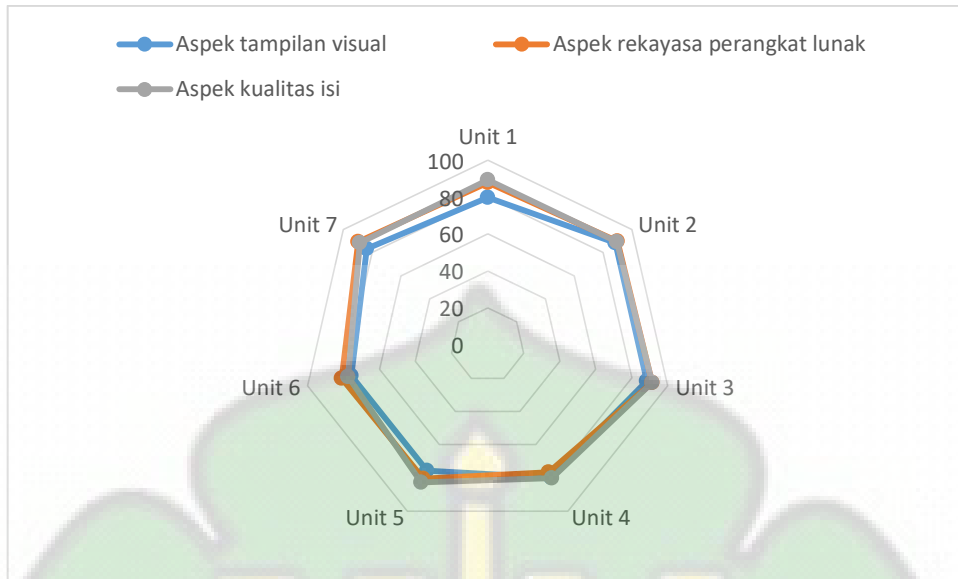 Aspek tampilan visual
Aspek rekayasa perangkat lunak
Aspek kualitas isi
Unit 1
100
80
60
40
20
0
Unit 7
Unit 2
Unit 6
Unit 3
Unit 5
Unit 4